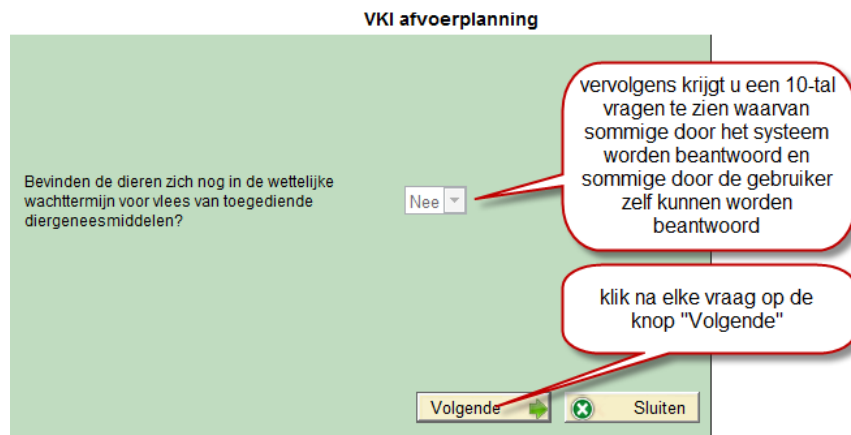 VKI afvoerplanning
vervolgens krijgt u een 10-tal
vragen te zien waarvan
sommige door het systeem
worden beantwoord en
sommige door de gebruiker
zelf kunnen worden
beantwoord
Bevinden de dieren zich nog in de wettelijke
wachttermijn voor vlees van toegediende
diergeneesmiddelen?
Nee
klik na elke vraag op de
knop "Volgende"
Volgende
Sluiten